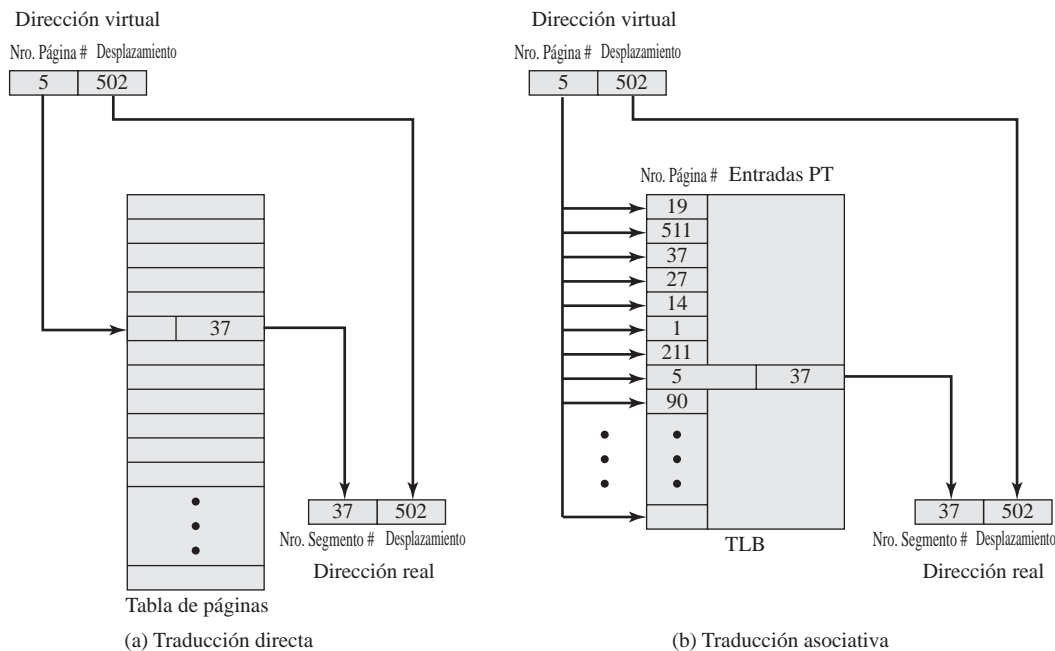 Dirección virtual
Nro. Página # Desplazamiento
5 502
37
37 502
Nro. Segmento # Desplazamiento
Dirección real
Tabla de páginas
(a) Traducción directa
Dirección virtual
Nro. Página # Desplazamiento
5 502
Nro. Página # Entradas PT
19
511
37
27
14
1
211
5 37
90
TLB
37 502
Nro. Segmento # Desplazamiento
Dirección real
(b) Traducción asociativa